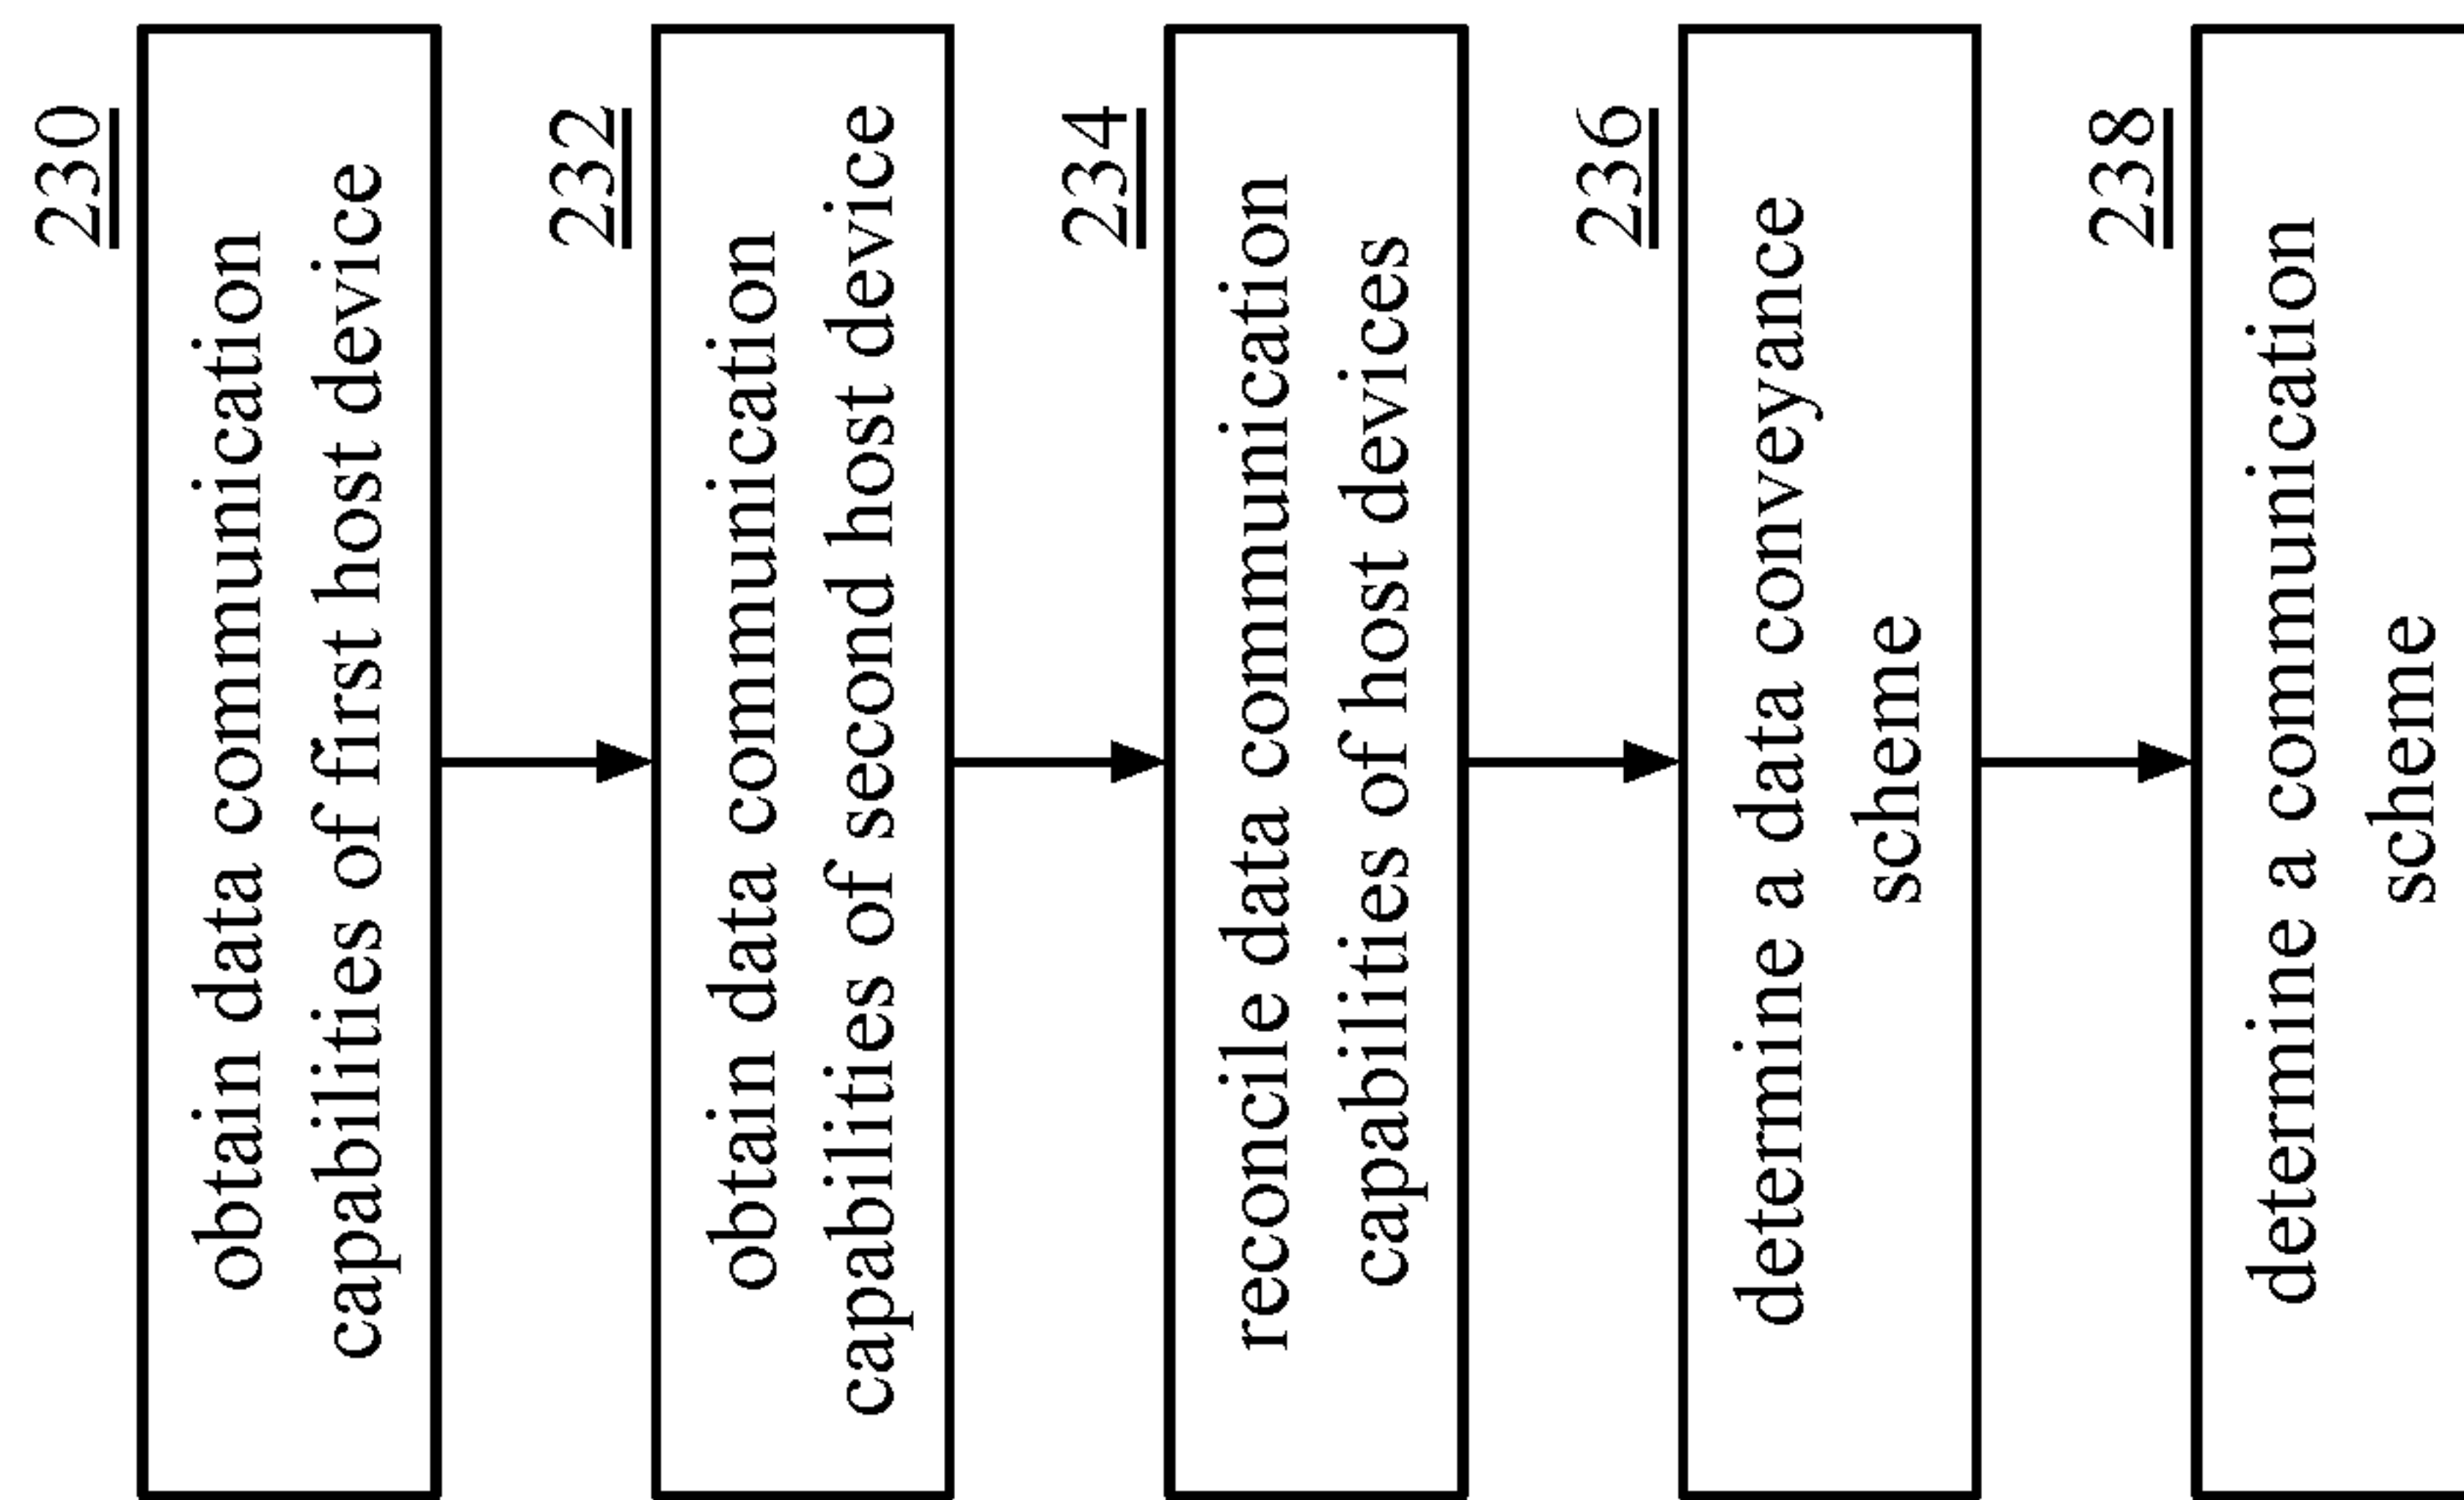 230
obtain data communication
capabilities of first host device
232
obtain data communication
capabilities of second host device
234
reconcile data communication
capabilities of host devices
236
determine a data conveyance
scheme
238
determine a communication
scheme